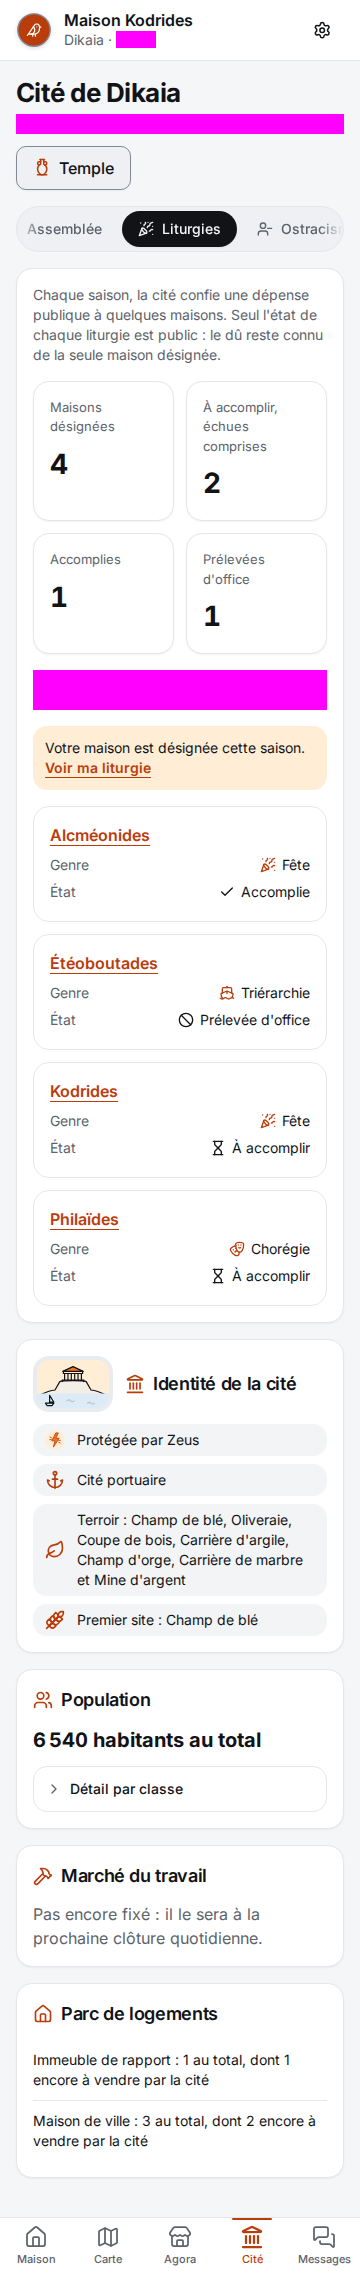 Maison Kodrides
Dikaia ·
Cité de Dikaia
Temple
Assemblée
Liturgies
Ostracis
Chaque saison, la cité confie une dépense
publique à quelques maisons. Seul l'état de
chaque liturgie est public : le dû reste connu
de la seule maison désignée.
Maisons
désignées
4
À accomplir,
échues
comprises
2
Accomplies
1
Prélevées
d'office
1
Votre maison est désignée cette saison.
Voir ma liturgie
Alcméonides
Genre
Fête
État
Accomplie
Étéoboutades
Genre
Triérarchie
État
Prélevée d'office
Kodrides
Genre
Fête
État
À accomplir
Philaïdes
Genre
Chorégie
État
À accomplir
Identité de la cité
Protégée par Zeus
Cité portuaire
Terroir : Champ de blé, Oliveraie,
Coupe de bois, Carrière d'argile,
Champ d'orge, Carrière de marbre
et Mine d'argent
Premier site : Champ de blé
Population
6 540 habitants au total
Détail par classe
Marché du travail
Pas encore fixé : il le sera à la
prochaine clôture quotidienne.
Parc de logements
Immeuble de rapport : 1 au total, dont 1
encore à vendre par la cité
Maison de ville : 3 au total, dont 2 encore à
vendre par la cité
Maison
Carte
Agora
Cité
Messages